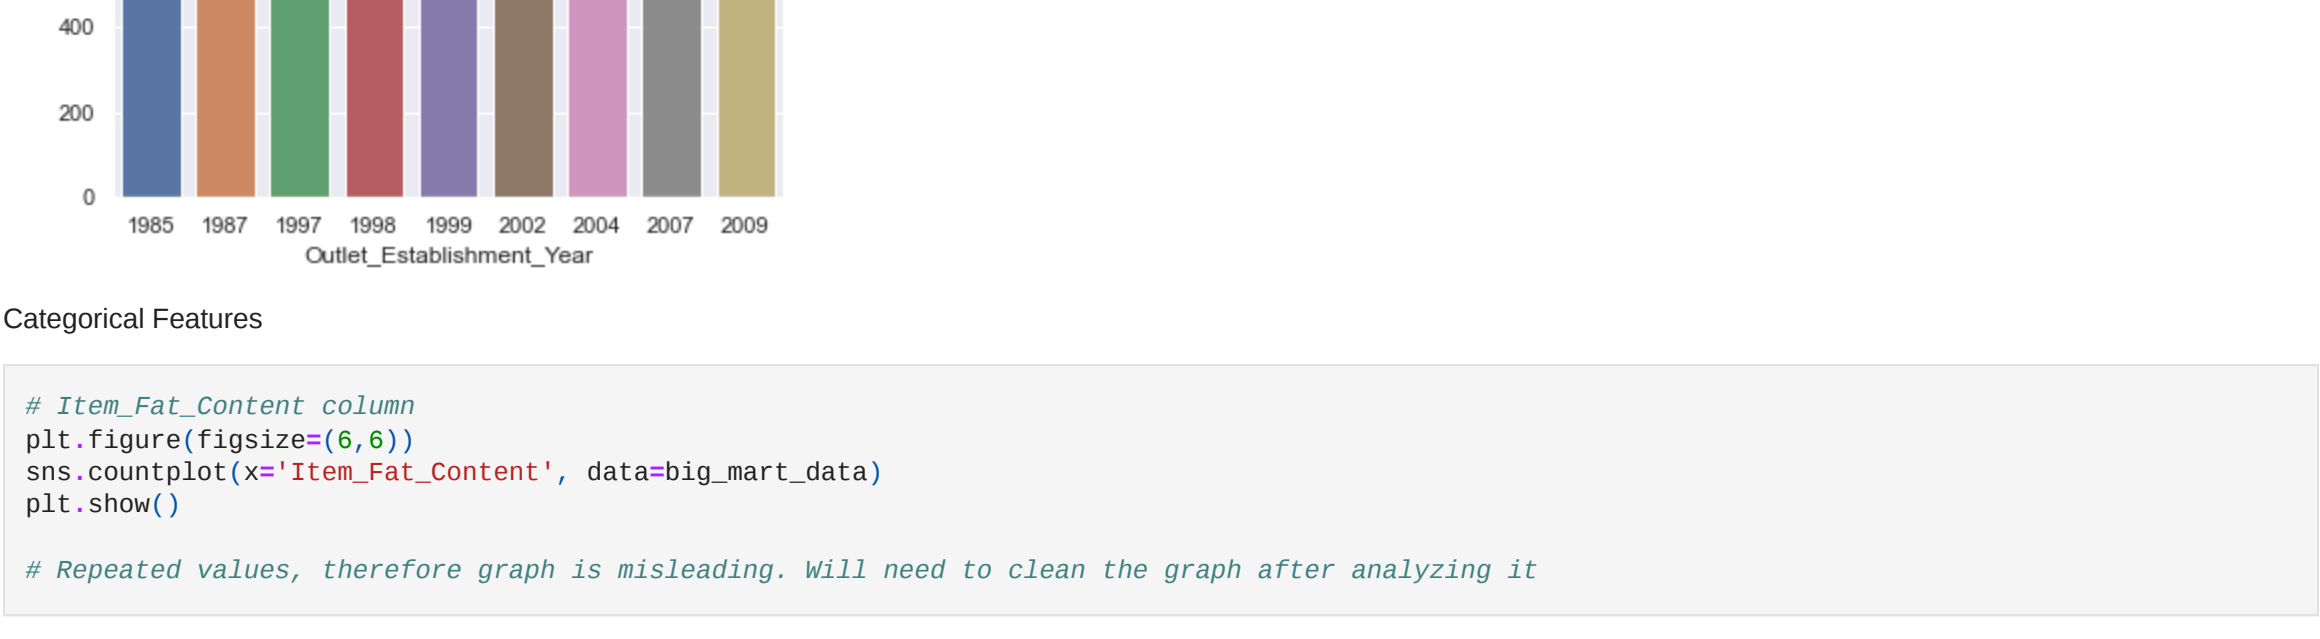 400
200
0
1985 1987 1997 1998 1999 2002 2004 2007 2009
Outlet_Establishment_Year
Categorical Features
# Item_Fat_Content column
plt.figure(figsize=(6,6))
sns.countplot(x='Item_Fat_Content', data=big_mart_data)
plt.show()
# Repeated values, therefore graph is misleading. Will need to clean the graph after analyzing it